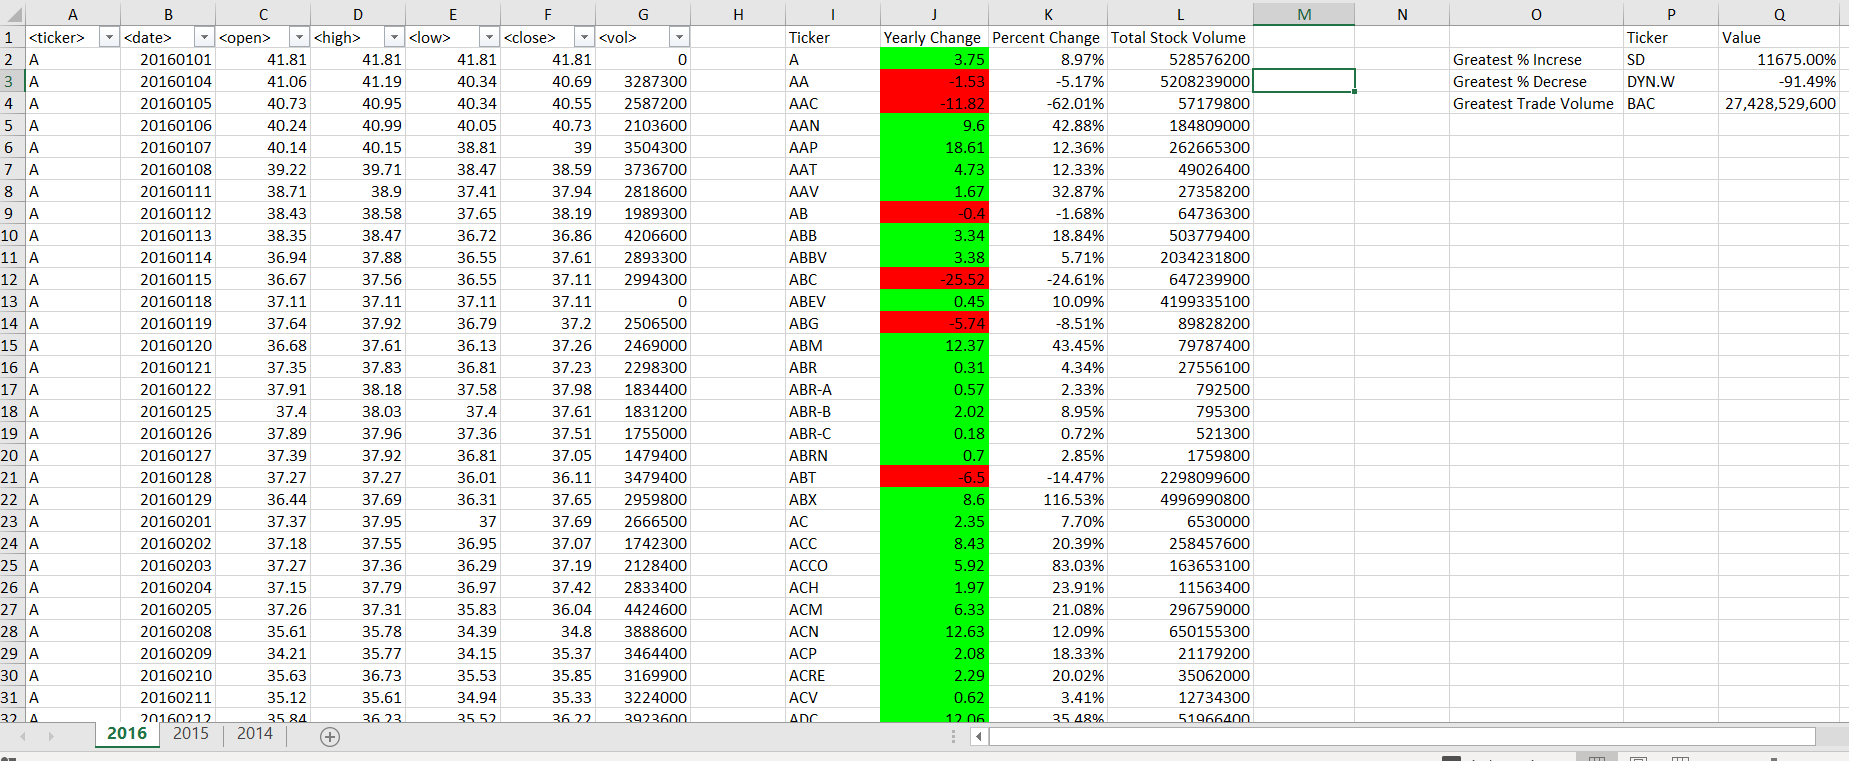 A B C D E F G H I J K L M N O P Q
1 <ticker> <date> <open> <high> <low> <close> <vol> Ticker Yearly Change Percent Change Total Stock Volume Ticker Value
2 A 20160101 41.81 41.81 41.81 41.81 0 A 3.75 8.97% 528576200 Greatest % Increse SD 11675.00%
3 A 20160104 41.06 41.19 40.34 40.69 3287300 AA -1.53 -5.17% 5208239000 Greatest % Decrese DYN.W -91.49%
4 A 20160105 40.73 40.95 40.34 40.55 2587200 AAC -11.82 -62.01% 57179800 Greatest Trade Volume BAC 27,428,529,600
5 A 20160106 40.24 40.99 40.05 40.73 2103600 AAN 9.6 42.88% 184809000
6 A 20160107 40.14 40.15 38.81 39 3504300 AAP 18.61 12.36% 262665300
7 A 20160108 39.22 39.71 38.47 38.59 3736700 AAT 4.73 12.33% 49026400
8 A 20160111 38.71 38.9 37.41 37.94 2818600 AAV 1.67 32.87% 27358200
9 A 20160112 38.43 38.58 37.65 38.19 1989300 AB -0.4 -1.68% 64736300
10 A 20160113 38.35 38.47 36.72 36.86 4206600 ABB 3.34 18.84% 503779400
11 A 20160114 36.94 37.88 36.55 37.61 2893300 ABBV 3.38 5.71% 2034231800
12 A 20160115 36.67 37.56 36.55 37.11 2994300 ABC -25.52 -24.61% 647239900
13 A 20160118 37.11 37.11 37.11 37.11 0 ABEV 0.45 10.09% 4199335100
14 A 20160119 37.64 37.92 36.79 37.2 2506500 ABG -5.74 -8.51% 89828200
15 A 20160120 36.68 37.61 36.13 37.26 2469000 ABM 12.37 43.45% 79787400
16 A 20160121 37.35 37.83 36.81 37.23 2298300 ABR 0.31 4.34% 27556100
17 A 20160122 37.91 38.18 37.58 37.98 1834400 ABR-A 0.57 2.33% 792500
18 A 20160125 37.4 38.03 37.4 37.61 1831200 ABR-B 2.02 8.95% 795300
19 A 20160126 37.89 37.96 37.36 37.51 1755000 ABR-C 0.18 0.72% 521300
20 A 20160127 37.39 37.92 36.81 37.05 1479400 ABRN 0.7 2.85% 1759800
21 A 20160128 37.27 37.27 36.01 36.11 3479400 ABT -6.5 -14.47% 2298099600
22 A 20160129 36.44 37.69 36.31 37.65 2959800 ABX 8.6 116.53% 4996990800
23 A 20160201 37.37 37.95 37 37.69 2666500 AC 2.35 7.70% 6530000
24 A 20160202 37.18 37.55 36.95 37.07 1742300 ACC 8.43 20.39% 258457600
25 A 20160203 37.27 37.36 36.29 37.19 2128400 ACCO 5.92 83.03% 163653100
26 A 20160204 37.15 37.79 36.97 37.42 2833400 ACH 1.97 23.91% 11563400
27 A 20160205 37.26 37.31 35.83 36.04 4424600 ACM 6.33 21.08% 296759000
28 A 20160208 35.61 35.78 34.39 34.8 3888600 ACN 12.63 12.09% 650155300
29 A 20160209 34.21 35.77 34.15 35.37 3464400 ACP 2.08 18.33% 21179200
30 A 20160210 35.63 36.73 35.53 35.85 3169900 ACRE 2.29 20.02% 35062000
31 A 20160211 35.12 35.61 34.94 35.33 3224000 ACV 0.62 3.41% 12734300
32 A 20160212 35.84 36.23 35.52 36.22 3923600 ADC 12.06 35.48% 51966400
2016 2015 2014